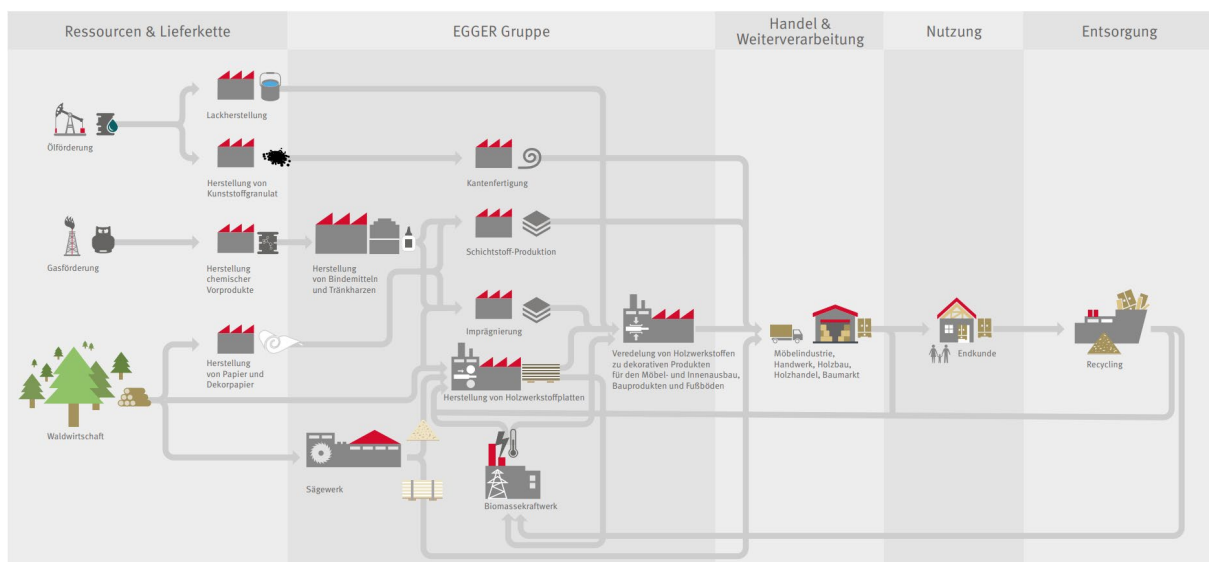 Ressourcen & Lieferkette
EGGER Gruppe
Handel &
Weiterverarbeitung
Nutzung
Entsorgung
Lackherstellung
Ölförderung
Herstellung von
Kunststoffgranulat
Kantenfertigung
Gasförderung
Herstellung
chemischer
Vorprodukte
Herstellung
von Bindemitteln
und Tränkharzen
Schichtstoff-Produktion
Imprägnierung
Herstellung
von Papier und
Dekorpapier
Herstellung von Holzwerkstoffplatten
Veredelung von Holzwerkstoffen
zu dekorativen Produkten
für den Möbel- und Innenausbau,
Bauprodukten und Fußböden
Möbelindustrie,
Handwerk, Holzbau,
Holzhandel, Baumarkt
Endkunde
Recycling
Waldwirtschaft
Sägewerk
Biomassekraftwerk